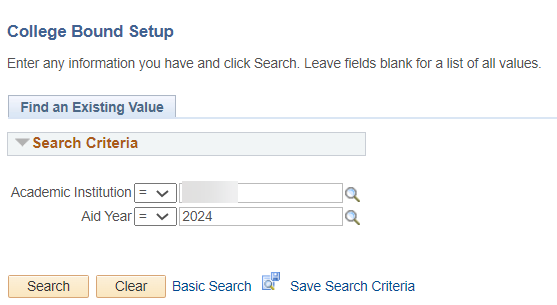 College Bound Setup
Enter any information you have and click Search. Leave fields blank for a list of all values.
Find an Existing Value
Search Criteria
Academic Institution =
Aid Year = 2024
Search Clear Basic Search Save Search Criteria